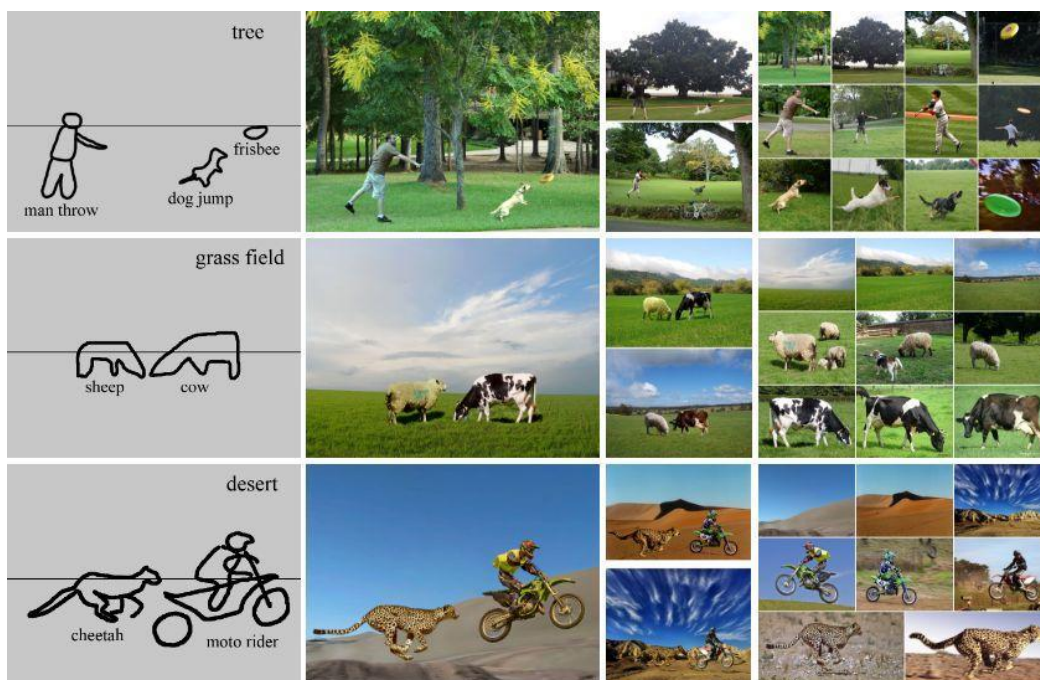 tree
frisbee
dog jump
man throw
grass field
sheep
cow
desert
cheetah
moto rider